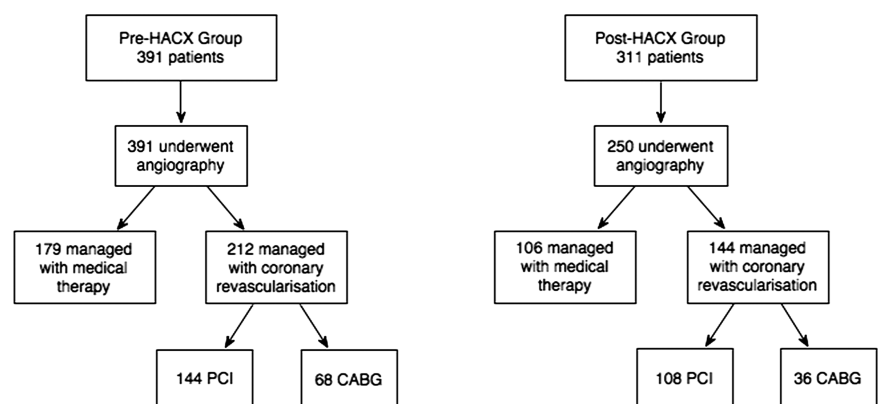 Pre-HACX Group
391 patients
391 underwent
angiography
179 managed
with medical
therapy
212 managed
with coronary
revascularisation
144 PCI
68 CABG
Post-HACX Group
311 patients
250 underwent
angiography
106 managed
with medical
therapy
144 managed
with coronary
revascularisation
108 PCI
36 CABG